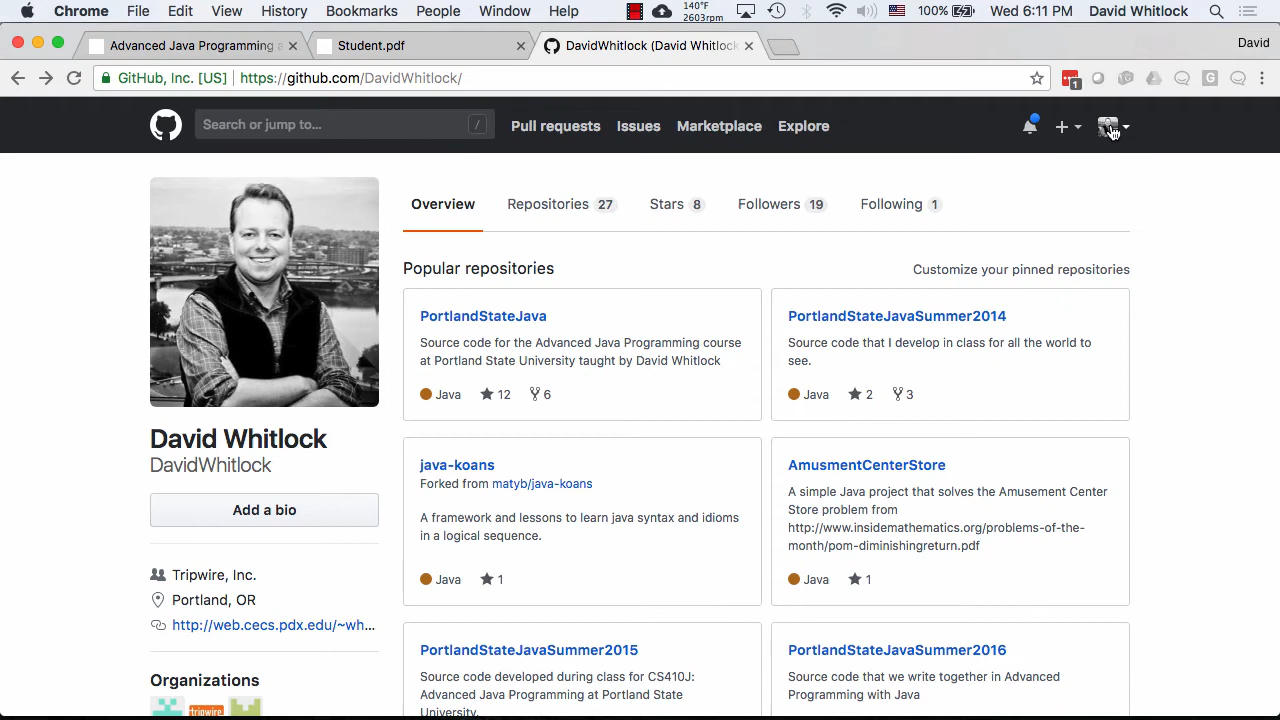 Chrome File Edit View History Bookmarks People Window Help 140°F 2603rpm 100% Wed 6:11 PM David Whitlock
Advanced Java Programming a
Student.pdf
DavidWhitlock (David Whitlock
David
GitHub, Inc. [US] https://github.com/DavidWhitlock/
1
G
Search or jump to... /
Pull requests Issues Marketplace Explore
Overview Repositories 27 Stars 8 Followers 19 Following 1
Popular repositories
Customize your pinned repositories
PortlandStateJava
Source code for the Advanced Java Programming course
at Portland State University taught by David Whitlock
Java 12 6
PortlandStateJavaSummer2014
Source code that I develop in class for all the world to
see.
Java 2 3
David Whitlock
DavidWhitlock
Add a bio
Tripwire, Inc.
Portland, OR
http://web.cecs.pdx.edu/~wh...
Organizations
tripwire
java-koans
Forked from matyb/java-koans
A framework and lessons to learn java syntax and idioms
in a logical sequence.
Java 1
AmusmentCenterStore
A simple Java project that solves the Amusement Center
Store problem from
http://www.insidemathematics.org/problems-of-the-
month/pom-diminishingreturn.pdf
Java 1
PortlandStateJavaSummer2015
Source code developed during class for CS410J:
Advanced Java Programming at Portland State
University.
PortlandStateJavaSummer2016
Source code that we write together in Advanced
Programming with Java